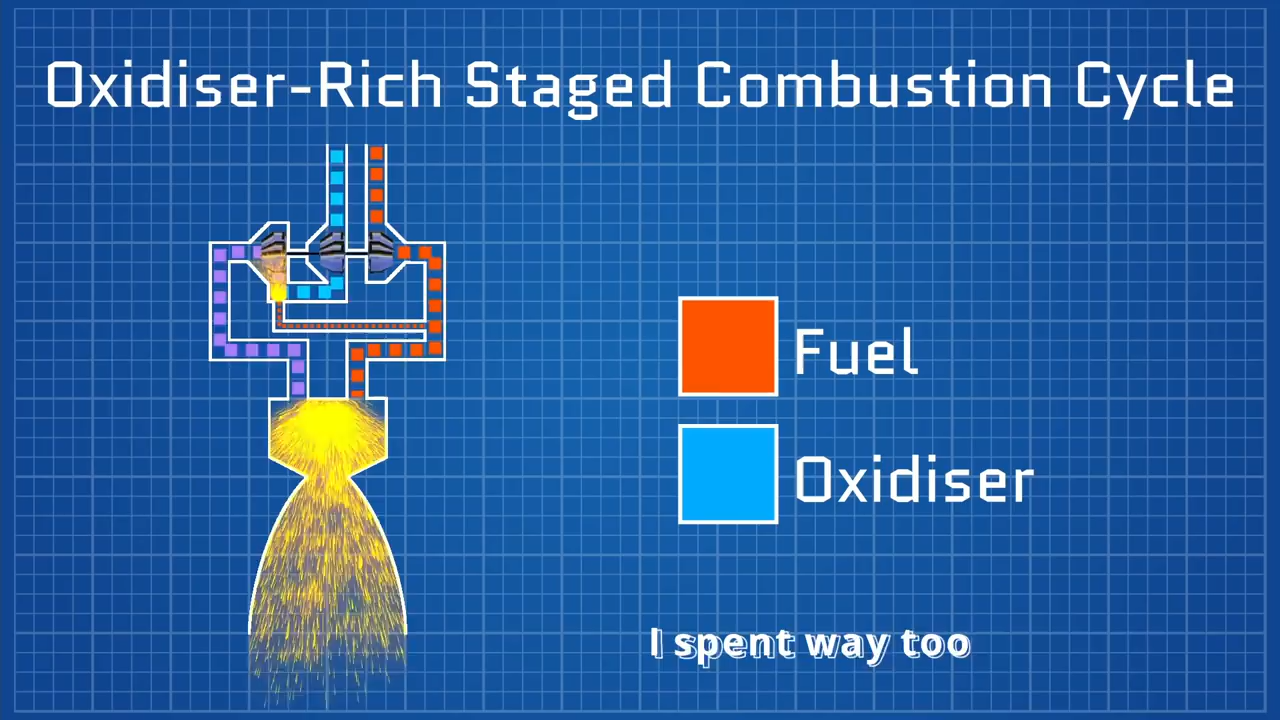 Oxidiser-Rich Staged Combustion Cycle
Fuel
Oxidiser
I spent way too